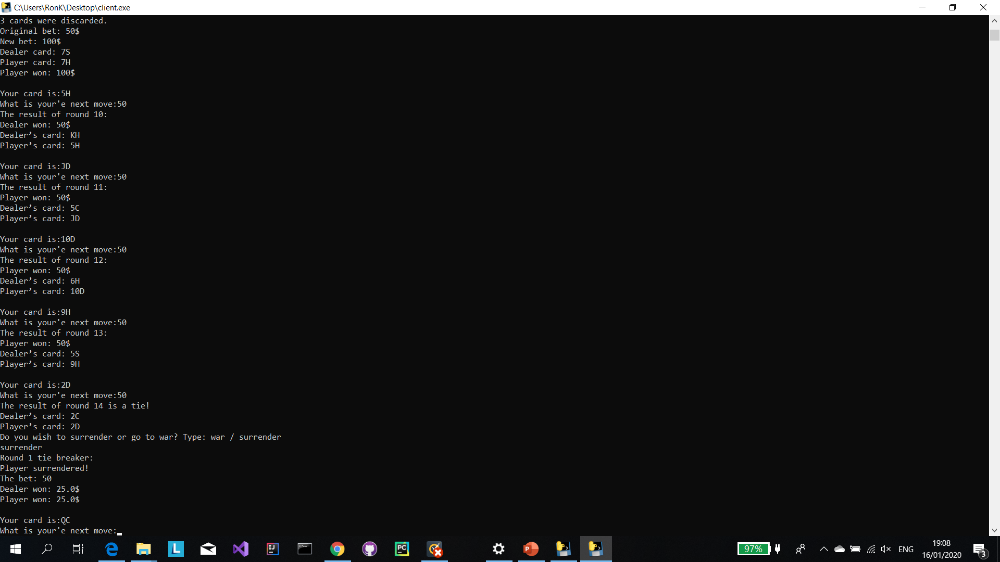 C:\Users\RonK\Desktop\client.exe
3 cards were discarded.
Original bet: 50$
New bet: 100$
Dealer card: 7S
Player card: 7H
Player won: 100$
Your card is:5H
What is your'e next move:50
The result of round 10:
Dealer won: 50$
Dealer’s card: KH
Player’s card: 5H
Your card is:JD
What is your'e next move:50
The result of round 11:
Player won: 50$
Dealer’s card: 5C
Player’s card: JD
Your card is:10D
What is your'e next move:50
The result of round 12:
Player won: 50$
Dealer’s card: 6H
Player’s card: 10D
Your card is:9H
What is your'e next move:50
The result of round 13:
Player won: 50$
Dealer’s card: 5S
Player’s card: 9H
Your card is:2D
What is your'e next move:50
The result of round 14 is a tie!
Dealer’s card: 2C
Player’s card: 2D
Do you wish to surrender or go to war? Type: war / surrender
surrender
Round 1 tie breaker:
Player surrendered!
The bet: 50
Dealer won: 25.0$
Player won: 25.0$
Your card is:QC
What is your'e next move:
L
IJ
PC
P
97%
ENG
19:08
16/01/2020
3